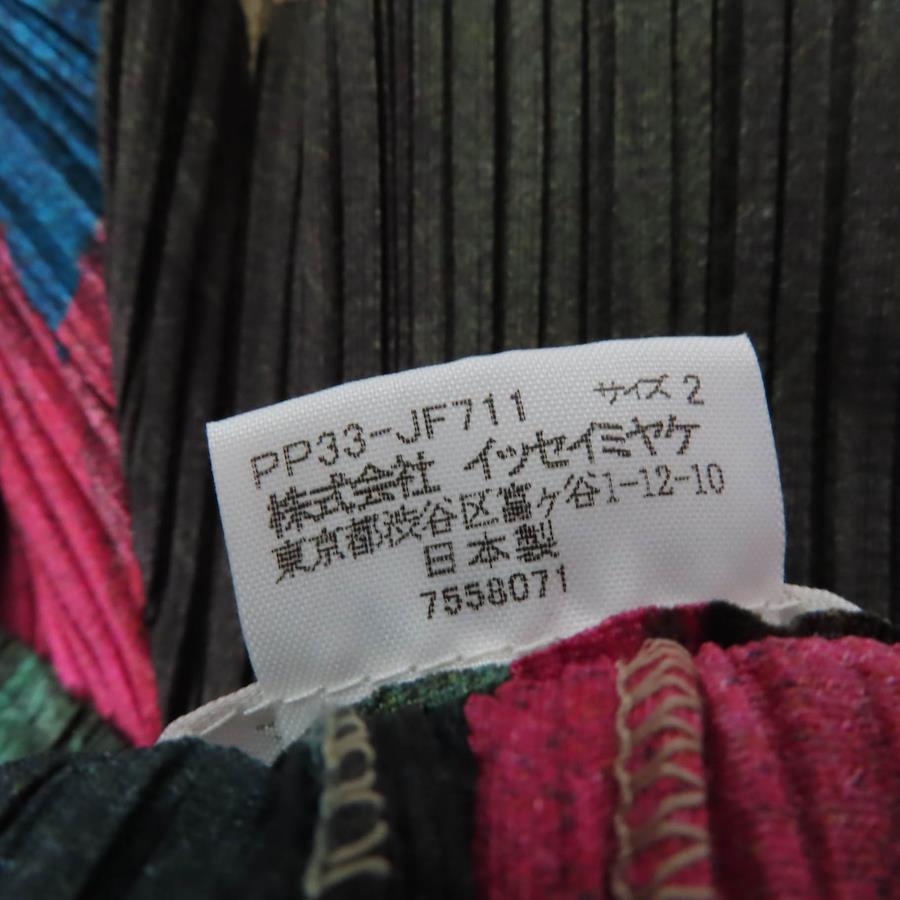 PP33-JF711 サイズ 2
株式会社 イッセイミヤケ
東京都渋谷区富ヶ谷1-12-10
日本製
7558071